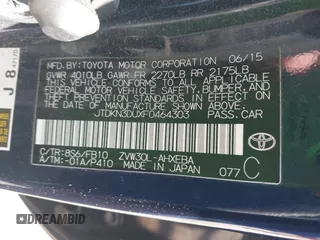 MFD.BY:TOYOTA MOTOR CORPORATION 06/15
GVWR 4010LB GAWR FR 2270LB RR 2175LB
THIS VEHICLE CONFORMS TO ALL APPLICABLE
FEDERAL MOTOR VEHICLE SAFETY, BUMPER, AND
THEFT PREVENTION STANDARDS IN EFFECT ON
THE DATE OF MANUFACTURE SHOWN ABOVE.
JTDKN3DUXF0464303 PASS.CAR
C/TR:8S6/FB10 ZVW30L-AHXEBA
A/TM:-01A/P410 MADE IN JAPAN 077 C
TOYOTA
J 8